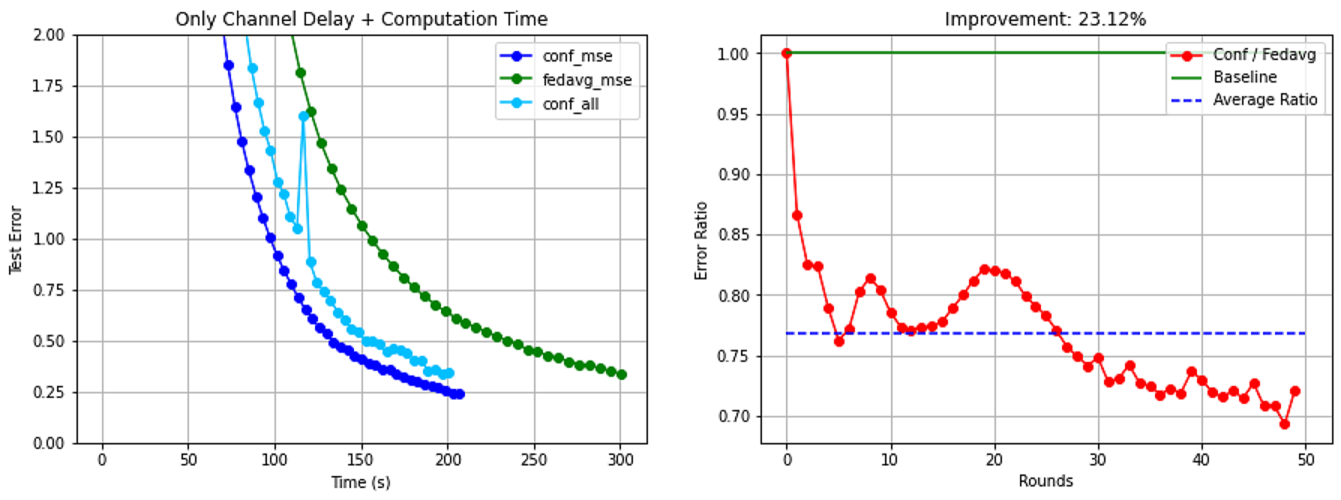 Only Channel Delay + Computation Time
Test Error
2.00
1.75
1.50
1.25
1.00
0.75
0.50
0.25
0.00
conf_mse
fedavg_mse
conf_all
0
50
100
150
200
250
300
Time (s)
Improvement: 23.12%
Error Ratio
1.00
0.95
0.90
0.85
0.80
0.75
0.70
Conf / Fedavg
Baseline
Average Ratio
0
10
20
30
40
50
Rounds